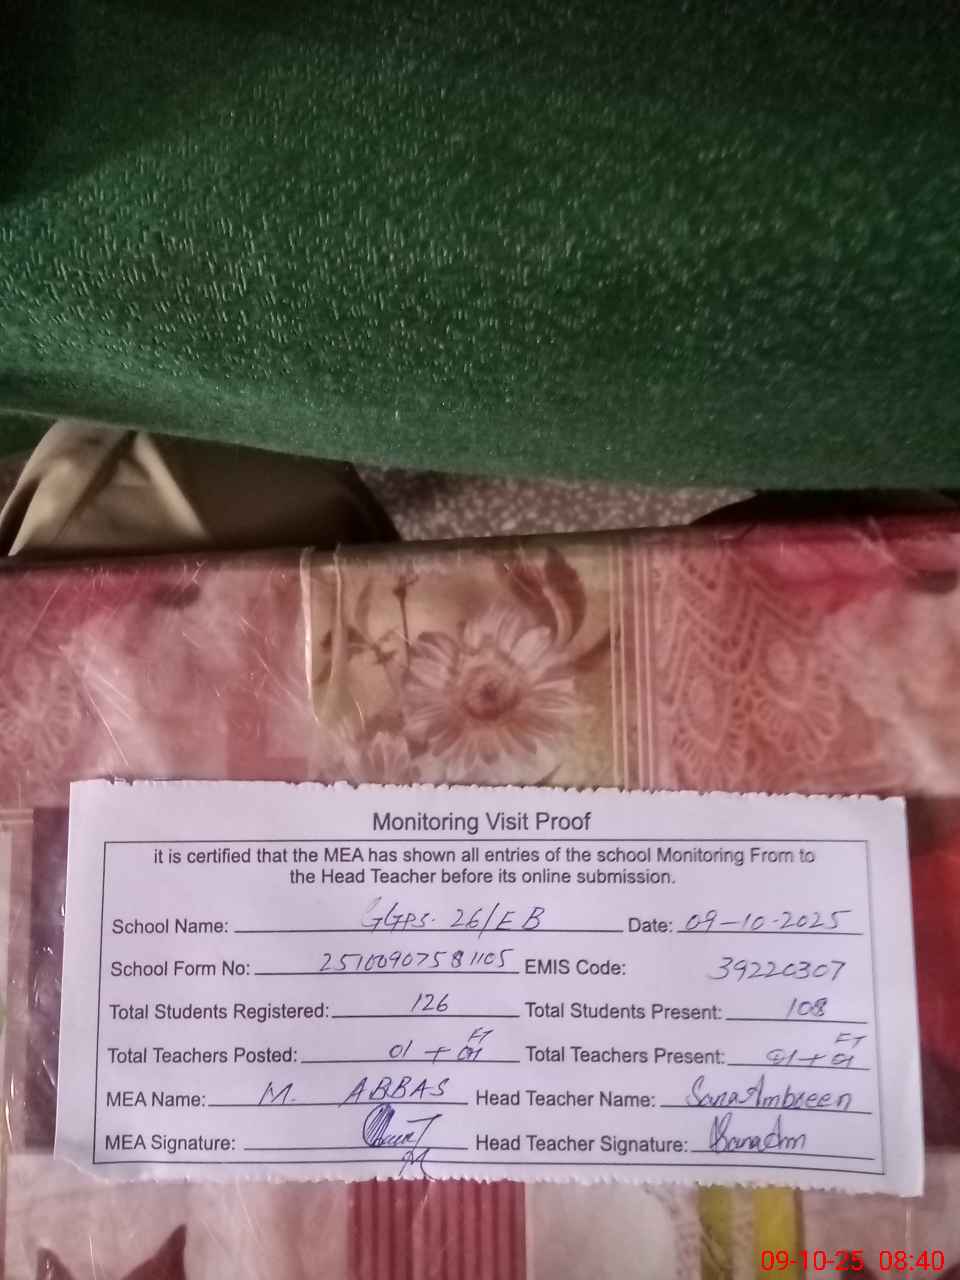 Monitoring Visit Proof
it is certified that the MEA has shown all entries of the school Monitoring From to
the Head Teacher before its online submission.
School Name: GGPS. 26/EB Date: 09-10-2025
School Form No: 2510090758 1105 EMIS Code: 39220307
Total Students Registered: 126 Total Students Present: 108
FT FT
Total Teachers Posted: 01 + 01 Total Teachers Present: 01 + 01
MEA Name: M. ABBAS Head Teacher Name: Sana Ambreen
MEA Signature: Head Teacher Signature: Sana Am
09-10-25 08:40